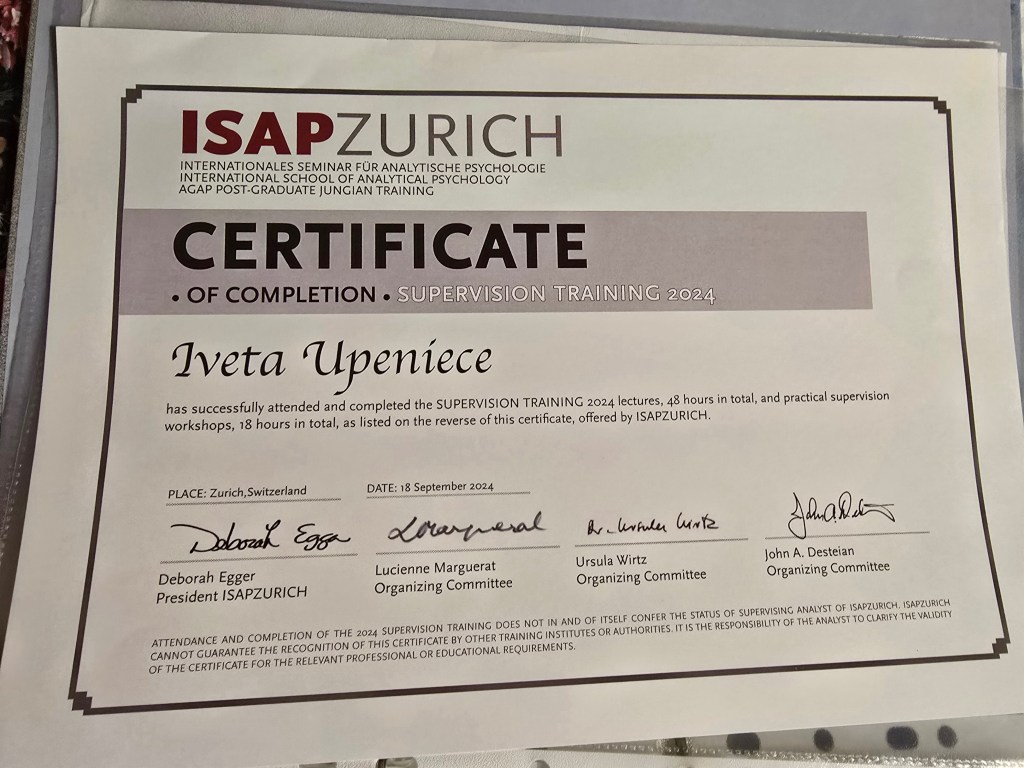 ISAPZURICH
INTERNATIONALES SEMINAR FÜR ANALYTISCHE PSYCHOLOGIE
INTERNATIONAL SCHOOL OF ANALYTICAL PSYCHOLOGY
AGAP POST-GRADUATE JUNGIAN TRAINING
CERTIFICATE
• OF COMPLETION • SUPERVISION TRAINING 2024
Iveta Upeniece
has successfully attended and completed the SUPERVISION TRAINING 2024 lectures, 48 hours in total, and practical supervision
workshops, 18 hours in total, as listed on the reverse of this certificate, offered by ISAPZURICH.
PLACE: Zurich,Switzerland
DATE: 18 September 2024
Deborah Egger
Dr. Ursula Wirtz
Deborah Egger
President ISAPZURICH
Lucienne Marguerat
Organizing Committee
Ursula Wirtz
Organizing Committee
John A. Desteian
Organizing Committee
ATTENDANCE AND COMPLETION OF THE 2024 SUPERVISION TRAINING DOES NOT IN AND OF ITSELF CONFER THE STATUS OF SUPERVISING ANALYST OF ISAPZURICH. ISAPZURICH
CANNOT GUARANTEE THE RECOGNITION OF THIS CERTIFICATE BY OTHER TRAINING INSTITUTES OR AUTHORITIES. IT IS THE RESPONSIBILITY OF THE ANALYST TO CLARIFY THE VALIDITY
OF THE CERTIFICATE FOR THE RELEVANT PROFESSIONAL OR EDUCATIONAL REQUIREMENTS.